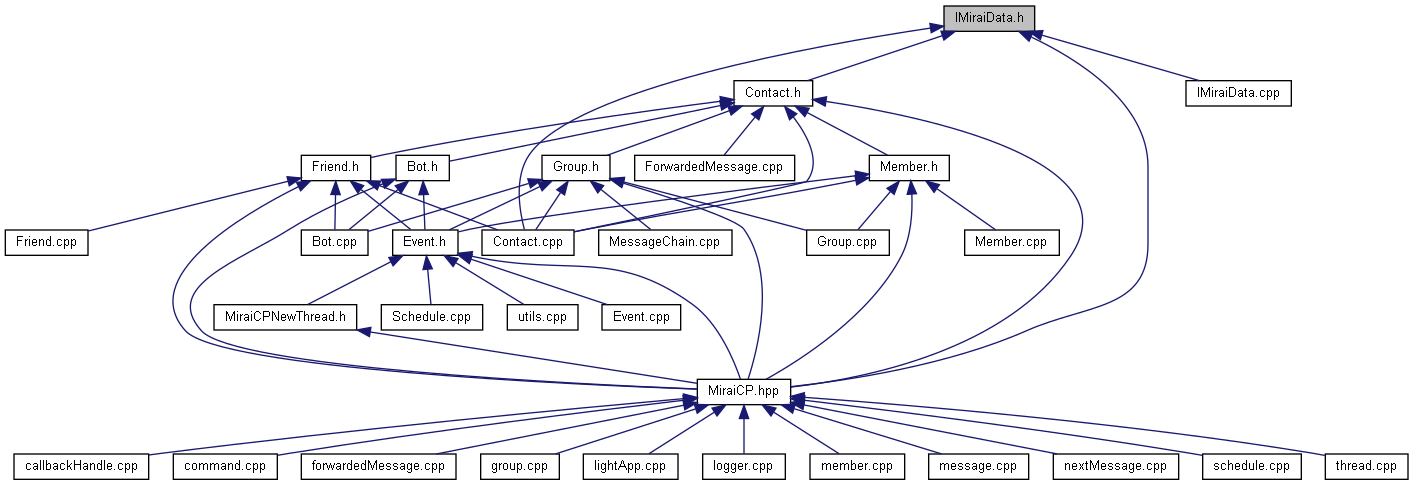 IMiraiData.h
Contact.h
IMiraiData.cpp
Friend.h
Bot.h
Group.h
ForwardedMessage.cpp
Member.h
Friend.cpp
Bot.cpp
Event.h
Contact.cpp
MessageChain.cpp
Group.cpp
Member.cpp
MiraiCPNewThread.h
Schedule.cpp
utils.cpp
Event.cpp
MiraiCP.hpp
callbackHandle.cpp
command.cpp
forwardedMessage.cpp
group.cpp
lightApp.cpp
logger.cpp
member.cpp
message.cpp
nextMessage.cpp
schedule.cpp
thread.cpp